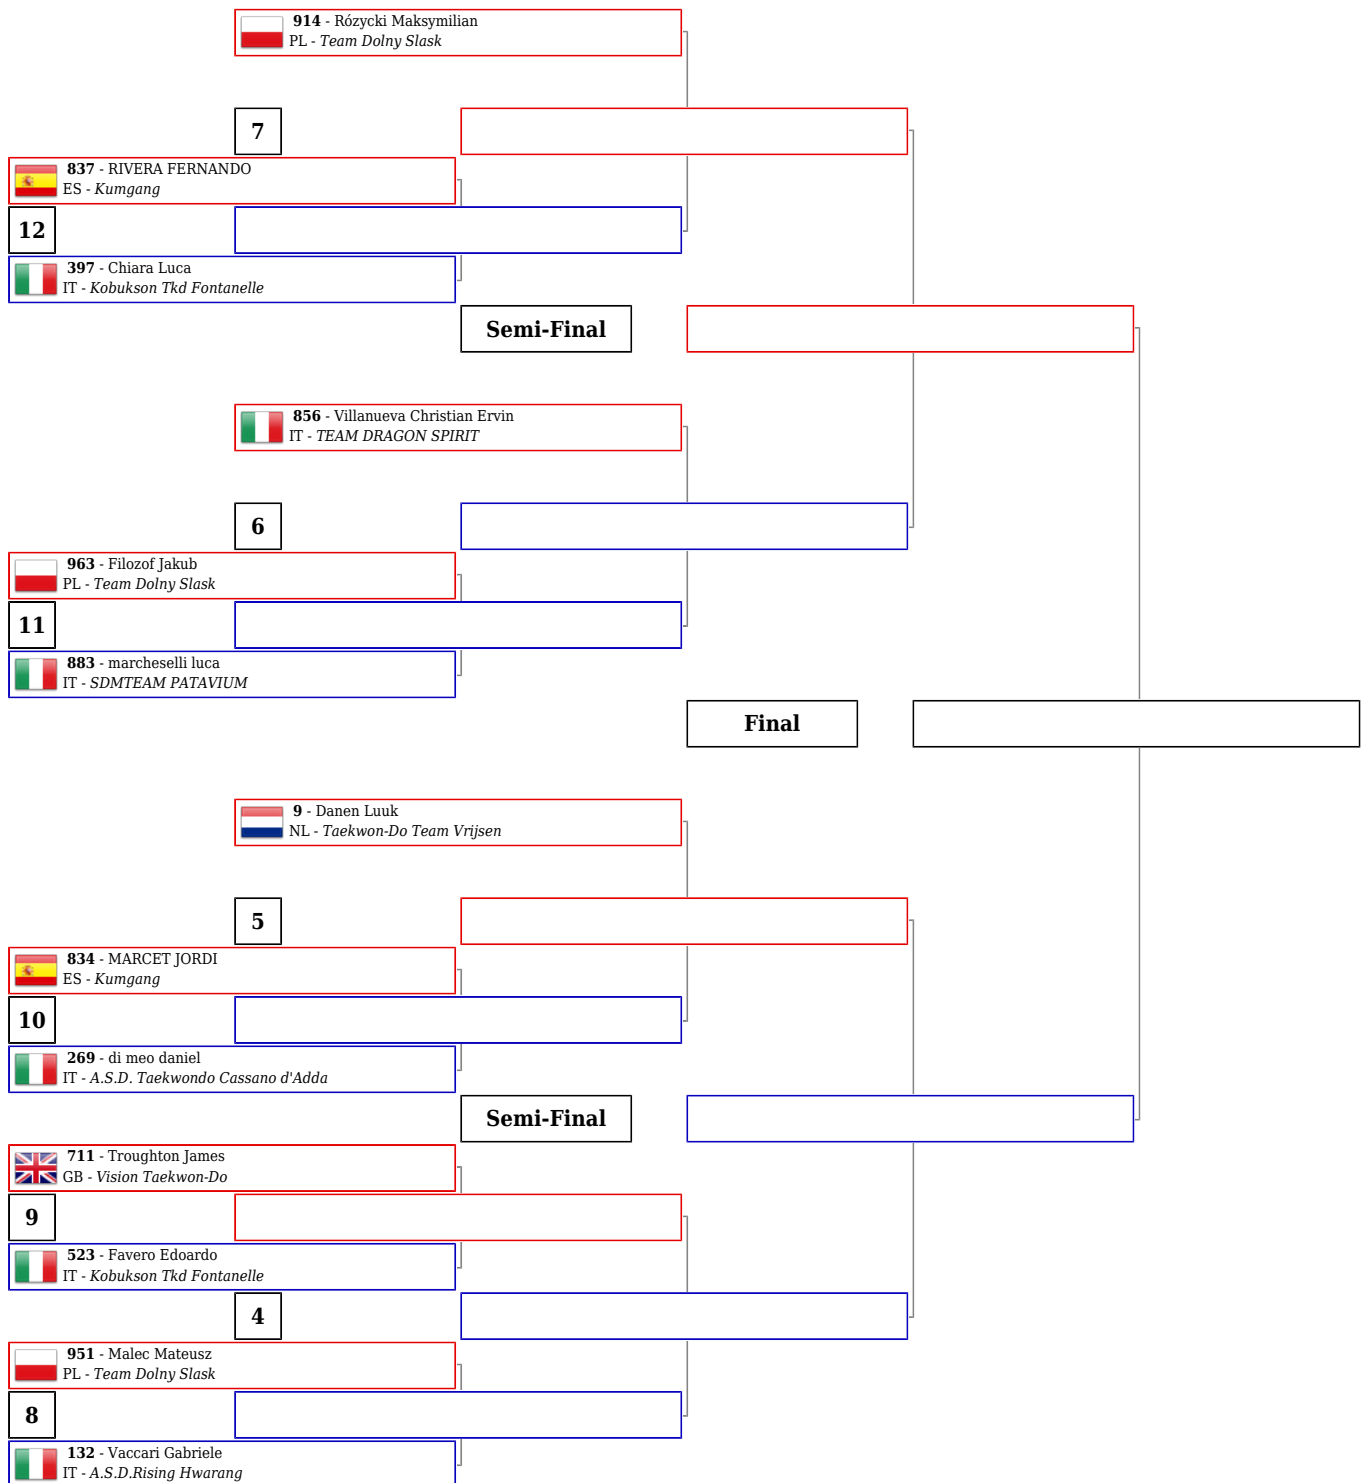 914 - Rózycki Maksymilian
PL - Team Dolny Slask
7
837 - RIVERA FERNANDO
ES - Kumgang
12
397 - Chiara Luca
IT - Kobukson Tkd Fontanelle
Semi-Final
856 - Villanueva Christian Ervin
IT - TEAM DRAGON SPIRIT
6
963 - Filozof Jakub
PL - Team Dolny Slask
11
883 - marcheselli luca
IT - SDMTEAM PATAVIUM
Final
9 - Danen Luuk
NL - Taekwon-Do Team Vrijsen
5
834 - MARCET JORDI
ES - Kumgang
10
269 - di meo daniel
IT - A.S.D. Taekwondo Cassano d'Adda
Semi-Final
711 - Troughton James
GB - Vision Taekwon-Do
9
523 - Favero Edoardo
IT - Kobukson Tkd Fontanelle
4
951 - Malec Mateusz
PL - Team Dolny Slask
8
132 - Vaccari Gabriele
IT - A.S.D.Rising Hwarang